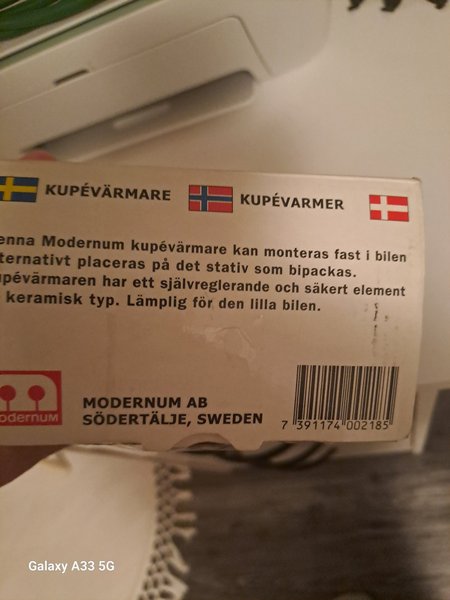 KUPÉVÄRMARE KUPÉVARMER
enna Modernum kupévärmare kan monteras fast i bilen
ternativt placeras på det stativ som bipackas.
upévärmaren har ett självreglerande och säkert element
keramisk typ. Lämplig för den lilla bilen.
odernum
MODERNUM AB
SÖDERTÄLJE, SWEDEN
7 391174 002185
Galaxy A33 5G